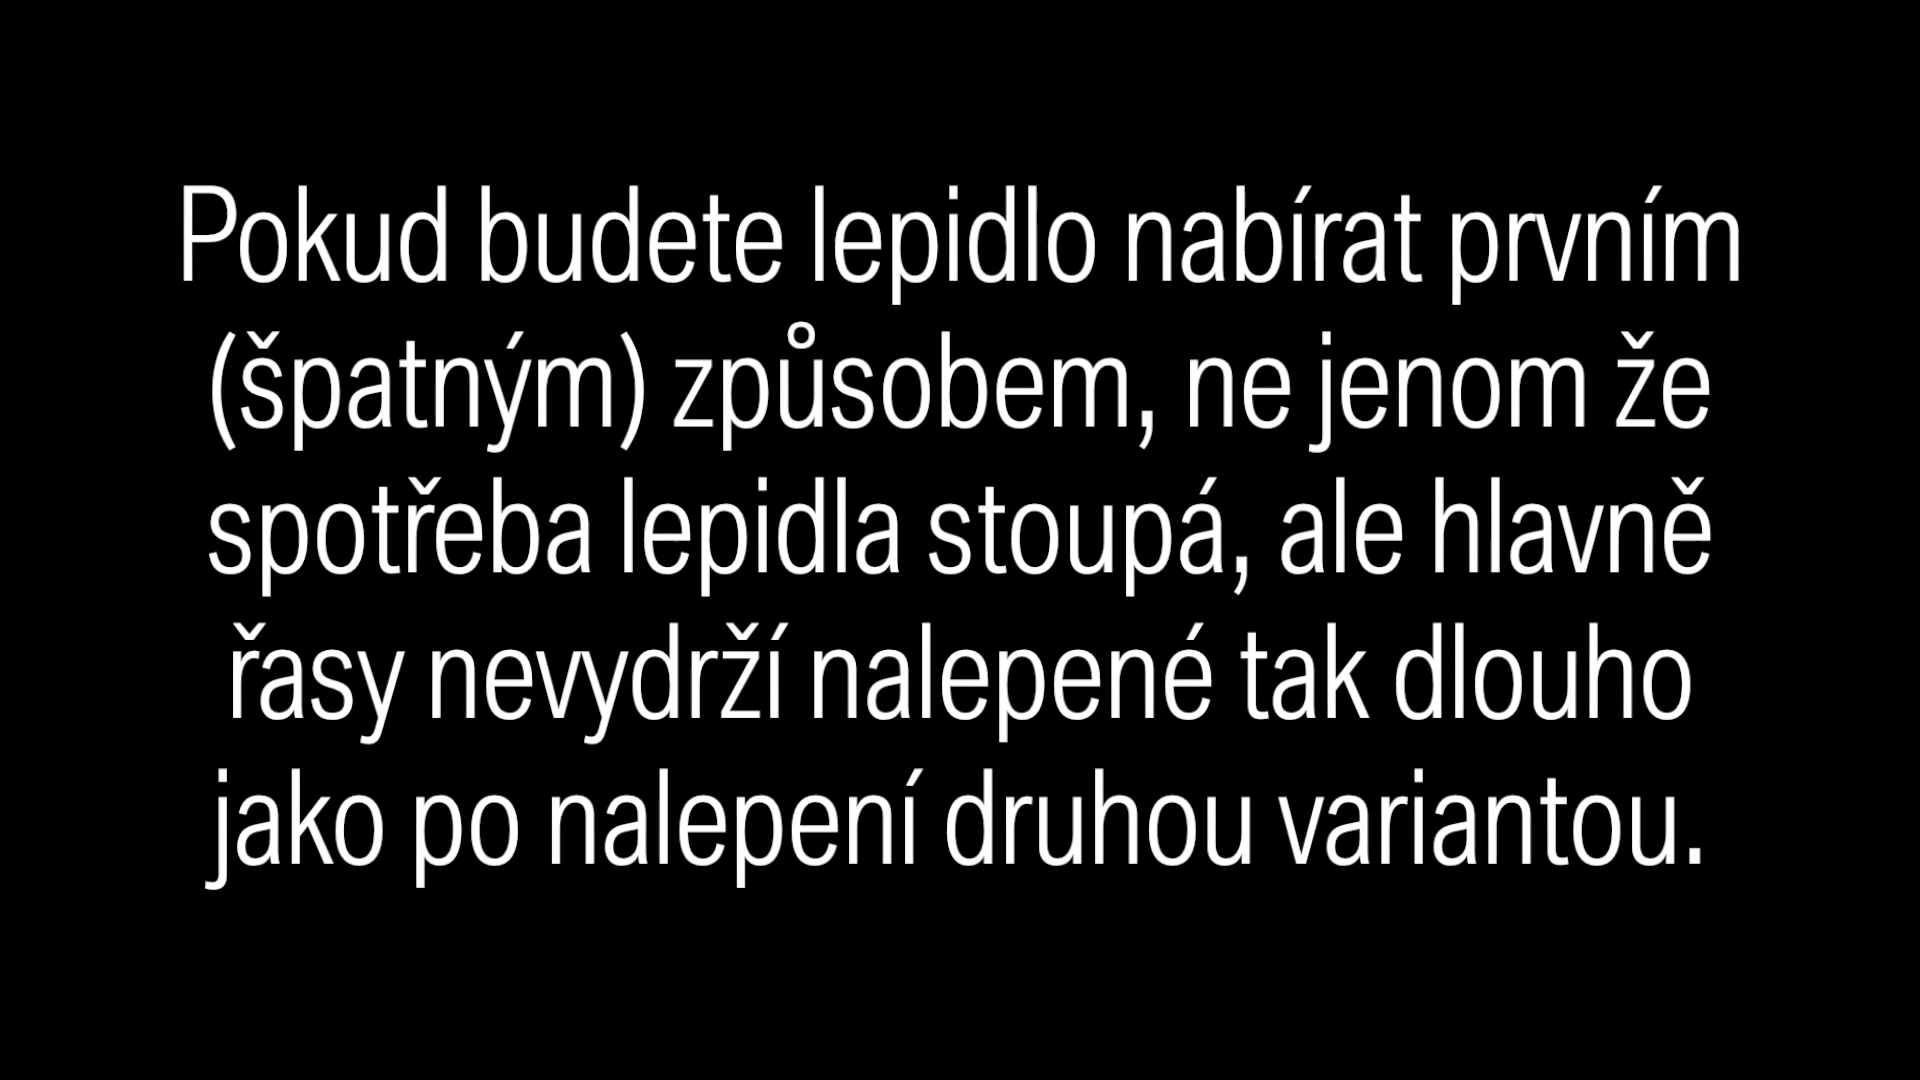 Pokud budete lepidlo nabírat prvním
(špatným) způsobem, ne jenom že
spotřeba lepidla stoupá, ale hlavně
řasy nevydrží nalepené tak dlouho
jako po nalepení druhou variantou.